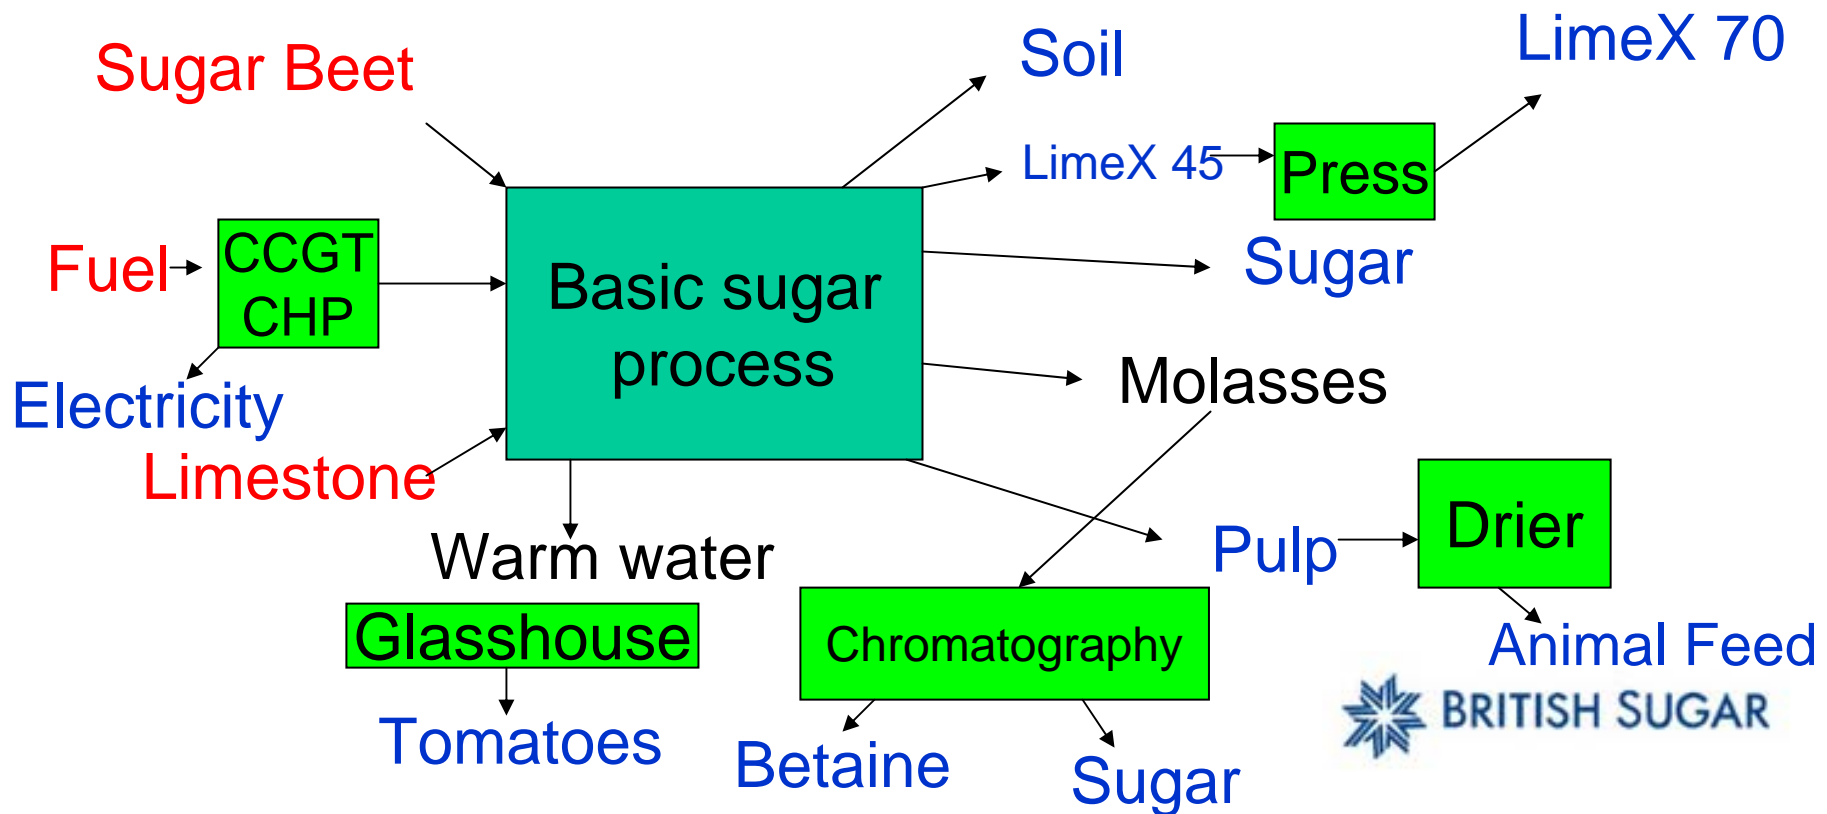 Sugar Beet
Soil
LimeX 70
LimeX 45
Press
Fuel
CCGT
CHP
Basic sugar
process
Sugar
Electricity
Molasses
Limestone
Warm water
Pulp
Drier
Glasshouse
Chromatography
Animal Feed
Tomatoes
Betaine
Sugar
BRITISH SUGAR